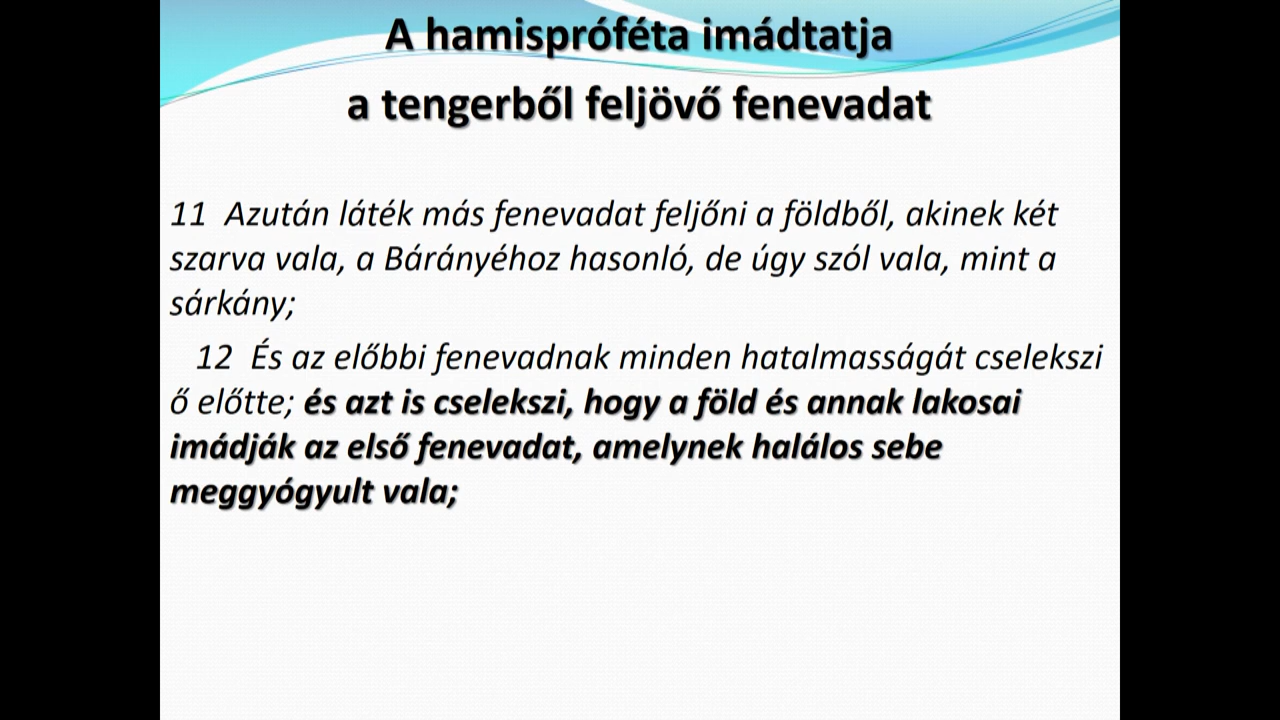 A hamispróféta imádtatja
a tengerből feljövő fenevadat
11 Azután láték más fenevadat feljőni a földből, akinek két
szarva vala, a Bárányéhoz hasonló, de úgy szól vala, mint a
sárkány;
12 És az előbbi fenevadnak minden hatalmasságát cselekszi
ő előtte; és azt is cselekszi, hogy a föld és annak lakosai
imádják az első fenevadat, amelynek halálos sebe
meggyógyult vala;